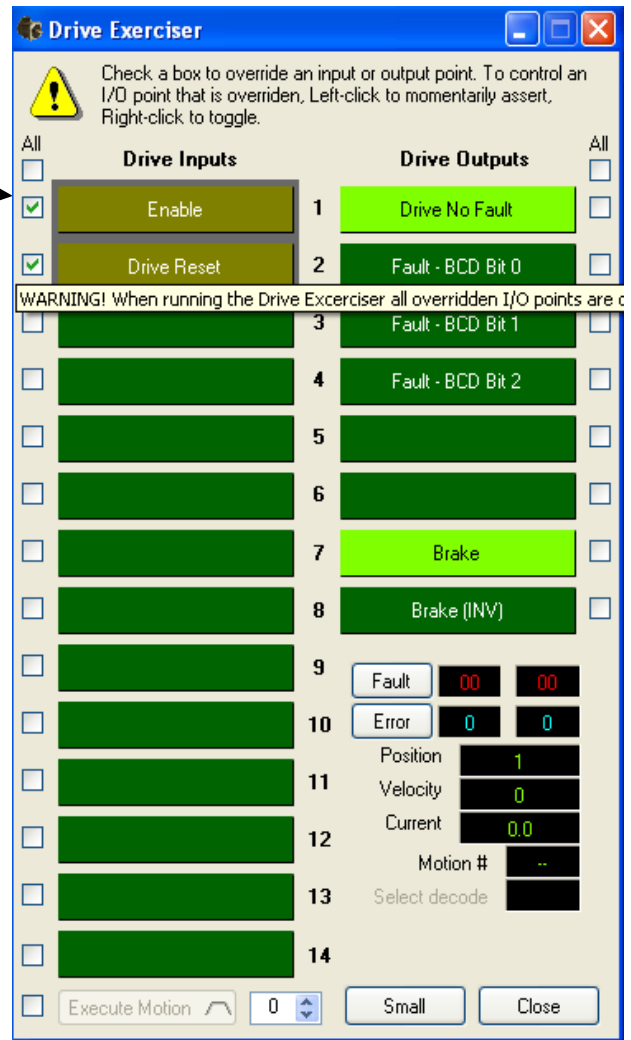 Drive Exerciser
Check a box to override an input or output point. To control an
I/O point that is overriden, Left-click to momentarily assert,
Right-click to toggle.
All
Drive Inputs
Drive Outputs
All
Enable
1
Drive No Fault
Drive Reset
2
Fault - BCD Bit 0
WARNING! When running the Drive Excerciser all overridden I/O points are
3
Fault - BCD Bit 1
4
Fault - BCD Bit 2
5
6
7
Brake
8
Brake (INV)
9
Fault 00 00
10
Error 0 0
Position 1
11
Velocity 0
Current 0.0
12
Motion # --
13
Select decode
14
Execute Motion 0
Small
Close